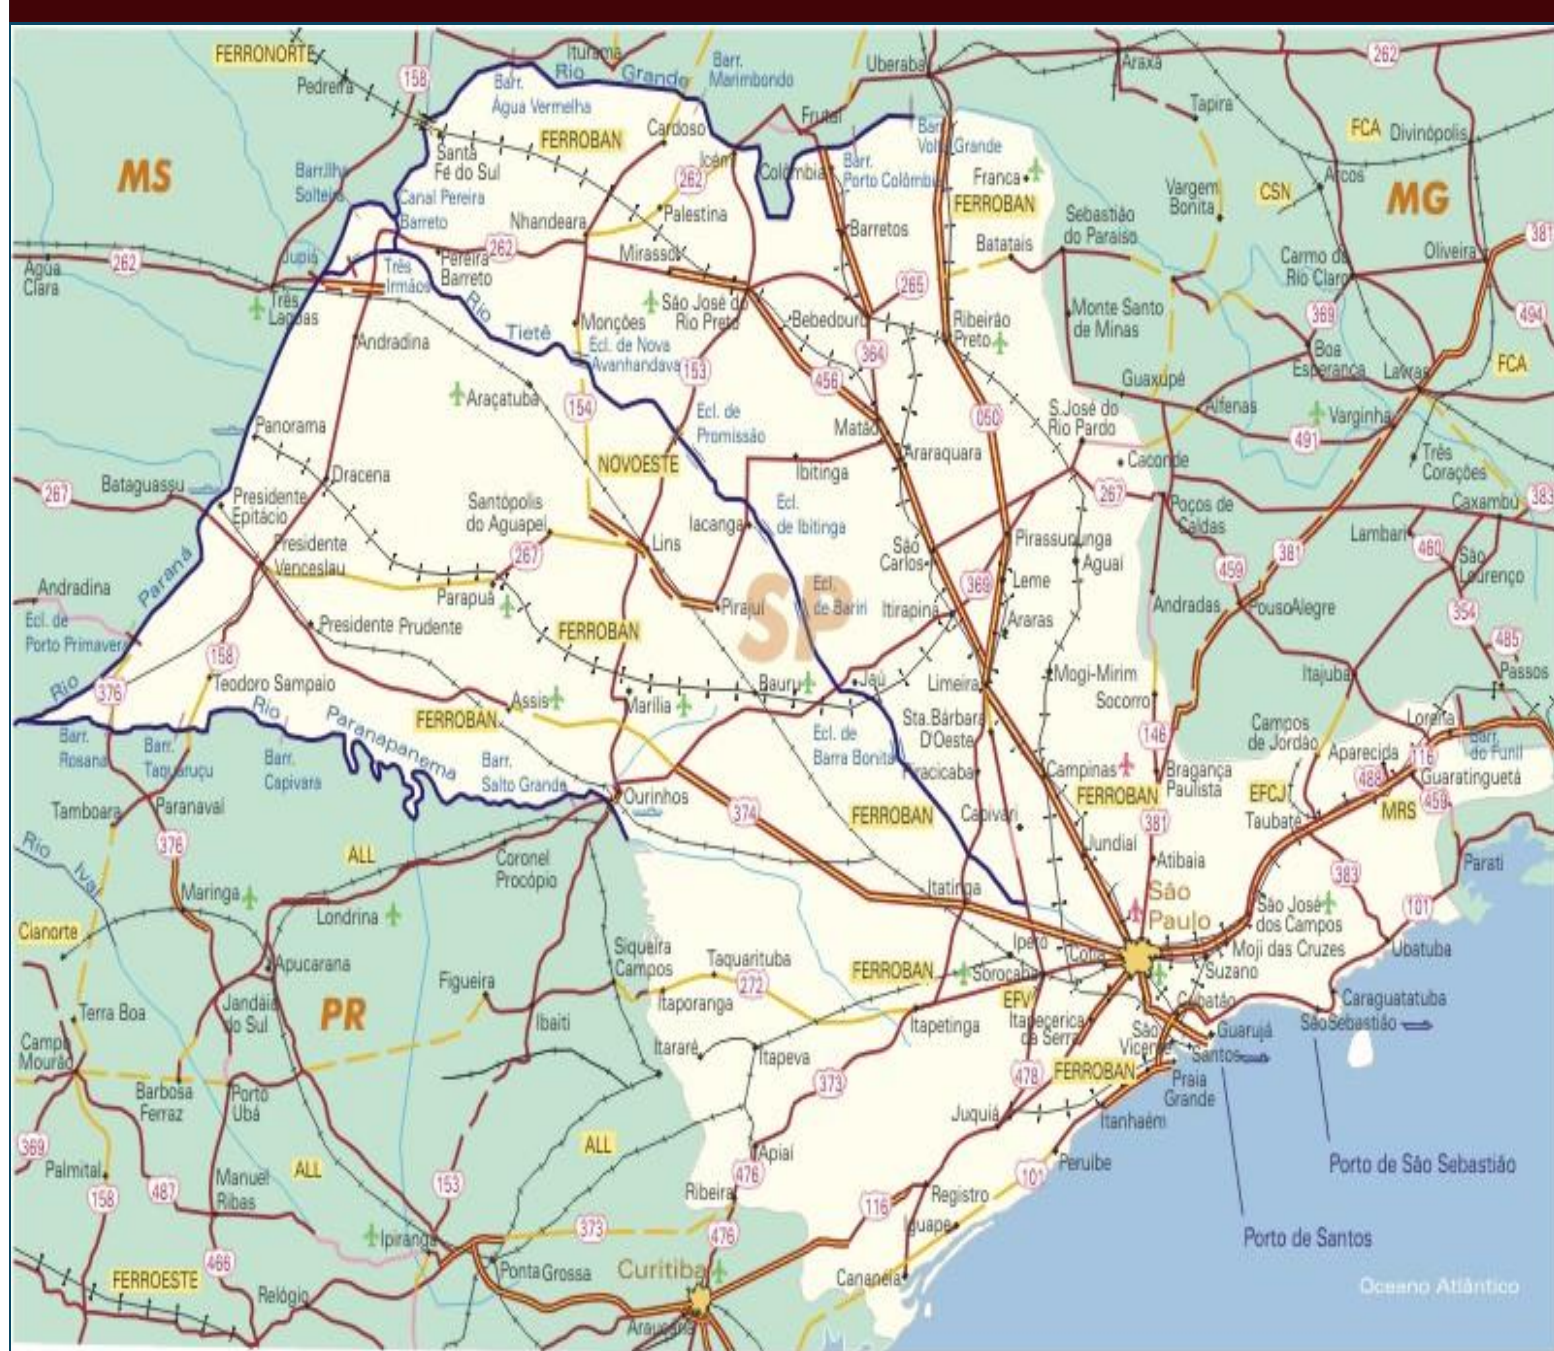 FERRONORTE
Pedreira
158
Iturama
Rio Grande
Barr.
Marimbondo
Uberaba
Araxá
262
Barr.
Água Vermelha
FERROBAN
Cardoso
Frutal
Tapira
FCA
Divinópolis
MS
Santa
Fé do Sul
Icém
262
Colômbia
Barr.
Porto Colômbia
Barr.
Volta Grande
Franca
FERROBAN
Vargem
Bonita
CSN
Arcos
MG
Barr.Ilha
Solteira
Canal Pereira
Barreto
Nhandeara
Palestina
Barretos
Batatais
Sebastião
do Paraiso
Carmo do
Rio Claro
Oliveira
381
Agua
Clara
262
Jupiá
Três
Irmãos
Pereira
Barreto
262
Mirassol
265
Três
Lagoas
Rio
Tietê
Monções
São José do
Rio Preto
Bebedouro
Ribeirão
Preto
Monte Santo
de Minas
369
494
Andradina
Ecl. de Nova
Avanhandava
153
364
Boa
Esperança
Lavras
FCA
Araçatuba
154
456
050
Guaxupé
Alfenas
Varginha
Panorama
Ecl. de
Promissão
Matão
S.José do
Rio Pardo
491
Três
Corações
NOVOESTE
Araraquara
Caconde
Ibitinga
267
Bataguassu
Dracena
267
Poços de
Caldas
Caxambú
383
Presidente
Epitácio
Santópolis
do Aguapel
Iacanga
Ecl.
de Ibitinga
Lambari
460
Presidente
Venceslau
267
Lins
São
Carlos
Pirassununga
Aguaí
381
São
Lourenço
Paraná
Andradina
Parapuã
SP
Ecl.
de Bariri
369
Leme
459
Ecl. de
Porto Primavera
Presidente Prudente
FERROBAN
Pirajuí
Itirapina
Araras
Andradas
PousoAlegre
354
485
Rio
376
158
Teodoro Sampaio
Assis
Marília
Bauru
Jaú
Limeira
Mogi-Mirim
Socorro
Itajuba
Passos
Barr.
Rosana
Barr.
Taquaruçu
Rio
Paranapanema
Barr.
Capivara
FERROBAN
Barr.
Salto Grande
Ecl. de
Barra Bonita
Sta.Bárbara
D'Oeste
Piracicaba
146
Campos
de Jordão
Lorena
Aparecida
116
Barr.
do Funil
Tamboara
Paranavaí
Ourinhos
Campinas
Bragança
Paulista
488
Guaratinguetá
459
Rio
Ivaí
376
ALL
Coronel
Procópio
374
FERROBAN
Capivari
FERROBAN
381
EFCJ
Taubaté
MRS
Jundiaí
Atibaia
383
Parati
Maringa
Londrina
Itatinga
São
Paulo
São José
dos Campos
101
Cianorte
Siqueira
Campos
Taquarituba
FERROBAN
Moji das Cruzes
Ubatuba
Apucarana
Figueira
Itaporanga
272
Sorocaba
Suzano
PR
Terra Boa
Jandaia
do Sul
Ibaiti
Itapetinga
Itapecerica
da Serra
Cubatão
Caraguatatuba
Campo
Mourão
Itararé
Itapeva
São
Vicente
Guarujá
Santos
SãoSebastião
373
478
FERROBAN
Barbosa
Ferraz
Porto
Ubá
Juquiá
Praia
Grande
Itanhaém
369
Palmital
ALL
ALL
Apiaí
Peruíbe
Porto de São Sebastião
158
487
Manuel
Ribas
153
Ribeira
476
116
Registro
101
Iguape
Porto de Santos
466
Ipiranga
373
476
Curitiba
FERROESTE
Relógio
Ponta Grossa
Cananéia
Oceano Atlântico
Araucária